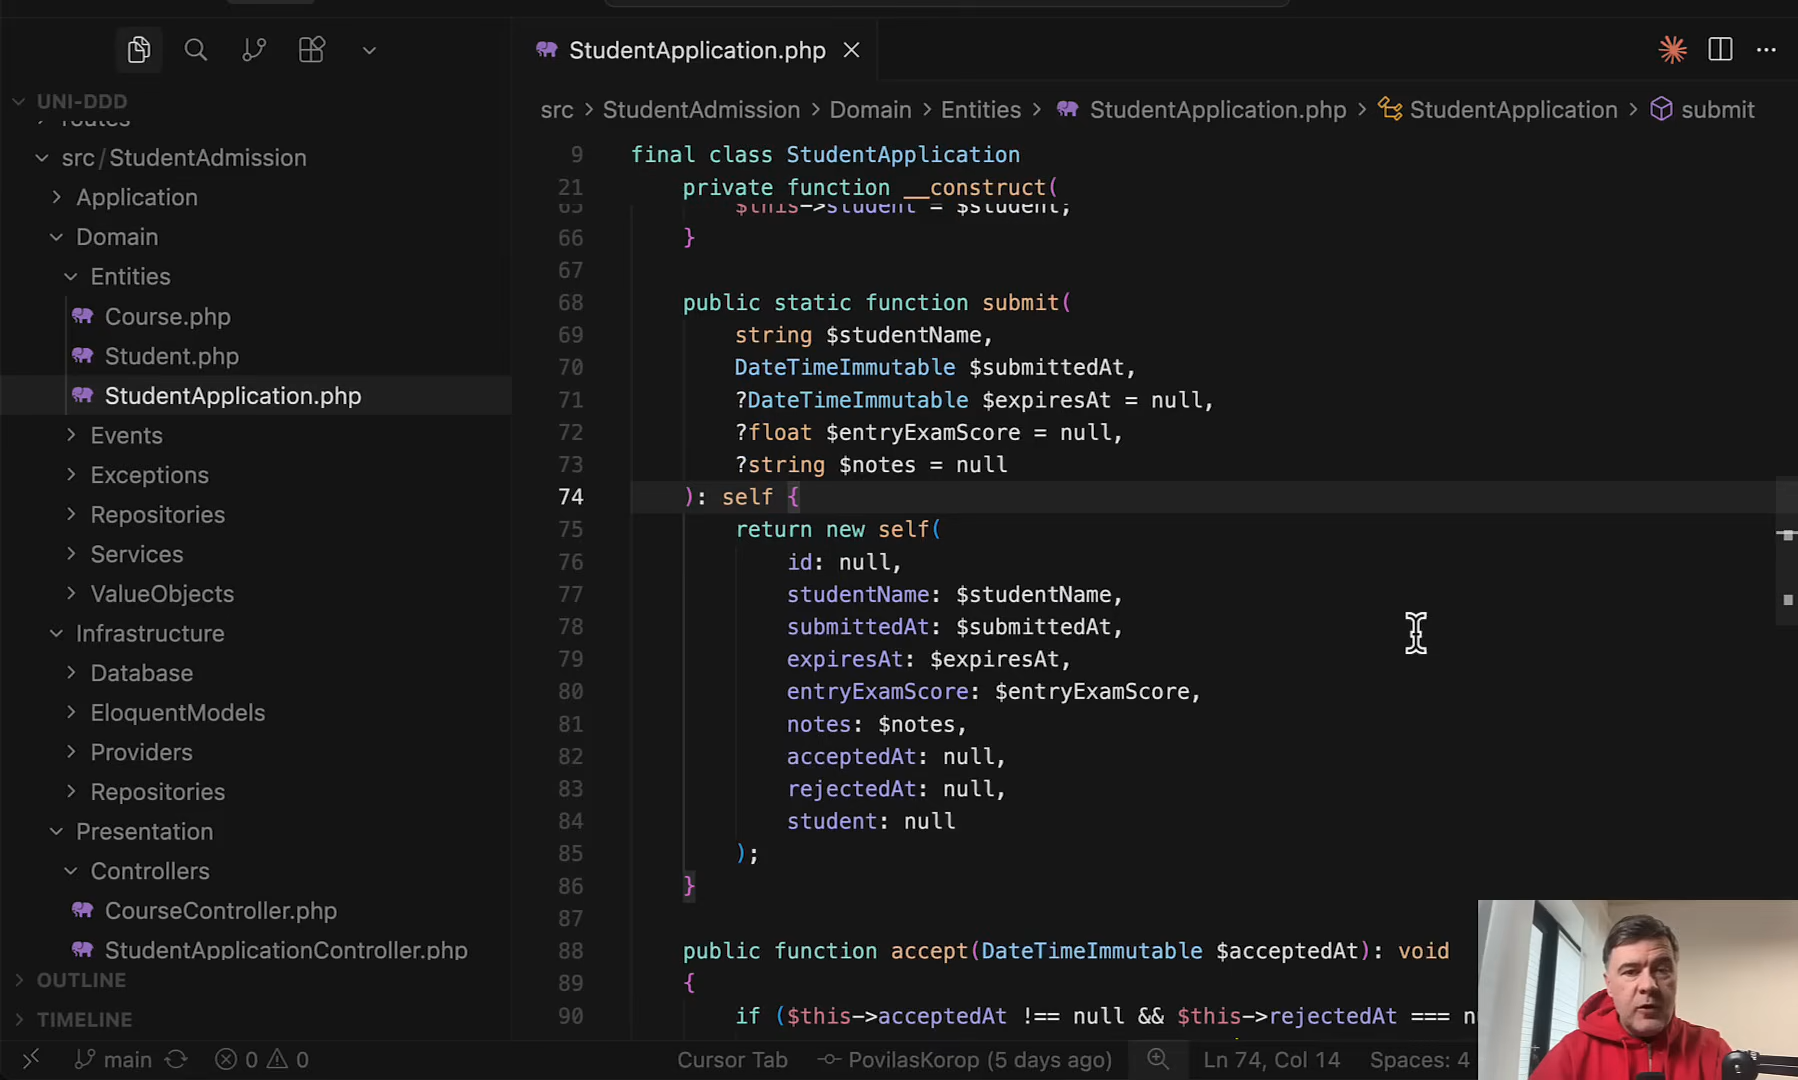 StudentApplication.php
UNI-DDD
routes
src/StudentAdmission
Application
Domain
Entities
Course.php
Student.php
StudentApplication.php
Events
Exceptions
Repositories
Services
ValueObjects
Infrastructure
Database
EloquentModels
Providers
Repositories
Presentation
Controllers
CourseController.php
StudentApplicationController.php
OUTLINE
TIMELINE
src > StudentAdmission > Domain > Entities > StudentApplication.php > StudentApplication > submit
9 final class StudentApplication
21 private function __construct(
65 $this->student = $student;
66 }
67
68 public static function submit(
69 string $studentName,
70 DateTimeImmutable $submittedAt,
71 ?DateTimeImmutable $expiresAt = null,
72 ?float $entryExamScore = null,
73 ?string $notes = null
74 ): self {
75 return new self(
76 id: null,
77 studentName: $studentName,
78 submittedAt: $submittedAt,
79 expiresAt: $expiresAt,
80 entryExamScore: $entryExamScore,
81 notes: $notes,
82 acceptedAt: null,
83 rejectedAt: null,
84 student: null
85 );
86 }
87
88 public function accept(DateTimeImmutable $acceptedAt): void
89 {
90 if ($this->acceptedAt !== null && $this->rejectedAt ===
main 0 0 Cursor Tab PovilasKorop (5 days ago) Ln 74, Col 14 Spaces: 4